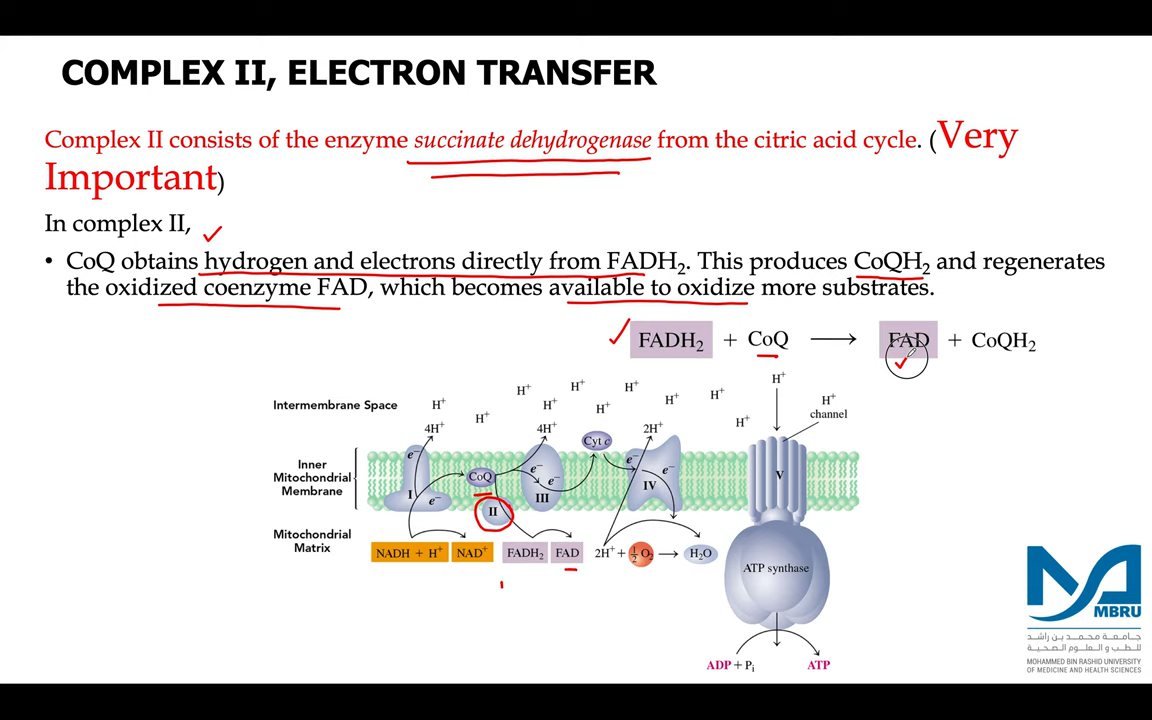 COMPLEX II, ELECTRON TRANSFER
Complex II consists of the enzyme succinate dehydrogenase from the citric acid cycle. (Very
Important)
In complex II,
• CoQ obtains hydrogen and electrons directly from FADH₂. This produces CoQH₂ and regenerates
the oxidized coenzyme FAD, which becomes available to oxidize more substrates.
FADH₂ + CoQ ⟶ FAD + CoQH₂
Intermembrane Space
H⁺ H⁺ H⁺ H⁺ H⁺ H⁺ H⁺ H⁺ H⁺ H⁺ H⁺
H⁺
channel
4H⁺ 4H⁺ Cyt c 2H⁺
Inner
Mitochondrial
Membrane
e⁻ I e⁻ CoQ II e⁻ e⁻ III e⁻ IV e⁻ V
Mitochondrial
Matrix
NADH + H⁺ NAD⁺ FADH₂ FAD 2H⁺ + ½ O₂ ⟶ H₂O
ATP synthase
ADP + Pᵢ ATP
MBRU
جامعة محمد بن راشد
للطب و العلوم الصحية
MOHAMMED BIN RASHID UNIVERSITY
OF MEDICINE AND HEALTH SCIENCES